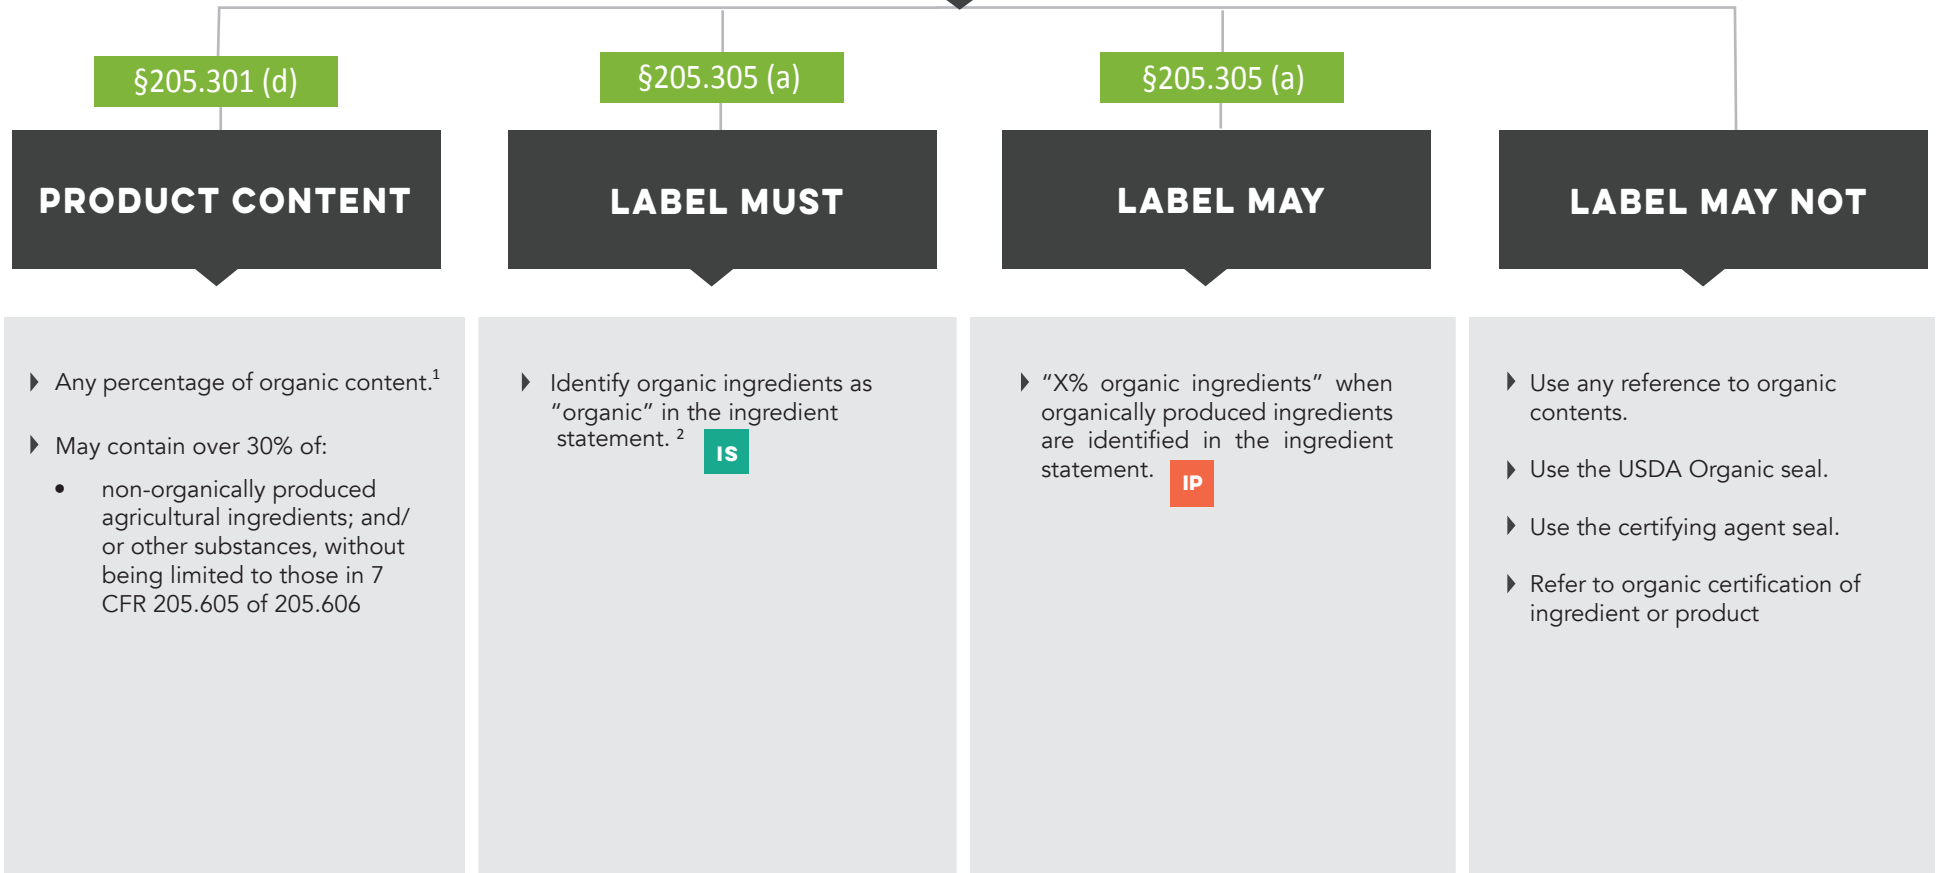 §205.301 (d)
PRODUCT CONTENT
Any percentage of organic content.¹
May contain over 30% of:
• non-organically produced
agricultural ingredients; and/
or other substances, without
being limited to those in 7
CFR 205.605 of 205.606
§205.305 (a)
LABEL MUST
Identify organic ingredients as
“organic” in the ingredient
statement. ²
IS
§205.305 (a)
LABEL MAY
“X% organic ingredients” when
organically produced ingredients
are identified in the ingredient
statement.
IP
LABEL MAY NOT
Use any reference to organic
contents.
Use the USDA Organic seal.
Use the certifying agent seal.
Refer to organic certification of
ingredient or product